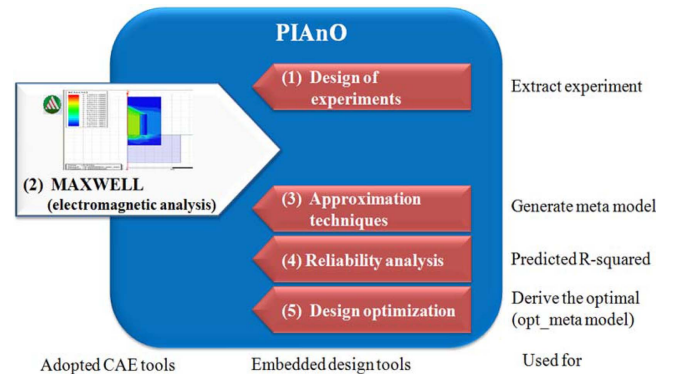 PIAnO
(1) Design of
experiments
Extract experiment
(2) MAXWELL
(electromagnetic analysis)
(3) Approximation
techniques
Generate meta model
(4) Reliability analysis
Predicted R-squared
(5) Design optimization
Derive the optimal
(opt_meta model)
Adopted CAE tools
Embedded design tools
Used for